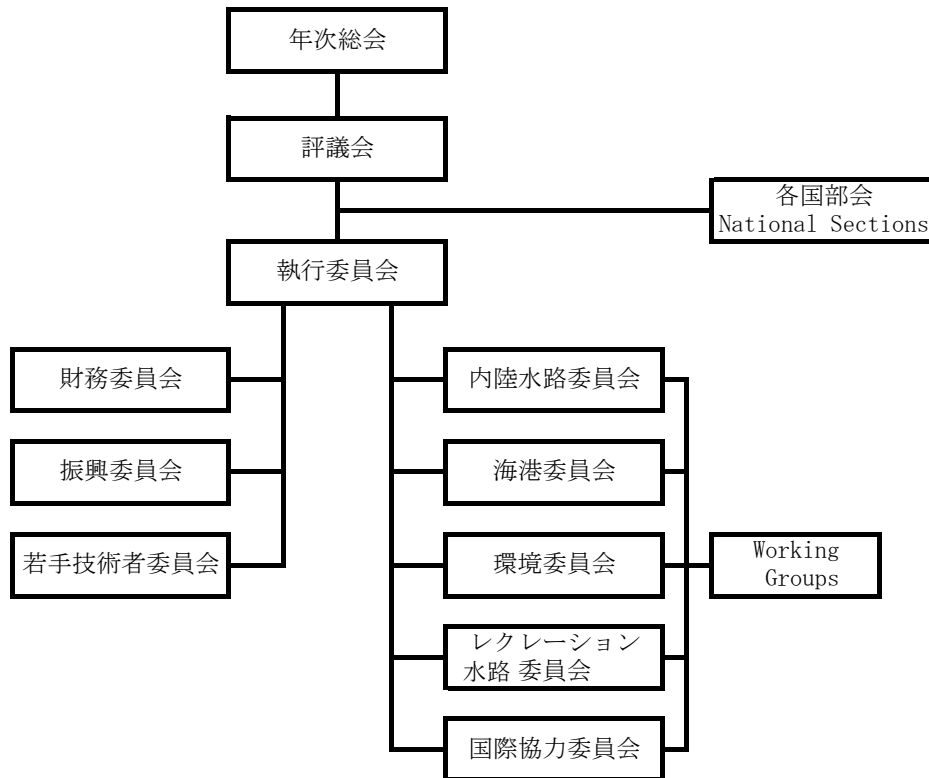 年次総会
評議会
各国部会
National Sections
執行委員会
財務委員会
内陸水路委員会
振興委員会
海港委員会
若手技術者委員会
環境委員会
Working
Groups
レクレーション
水路 委員会
国際協力委員会